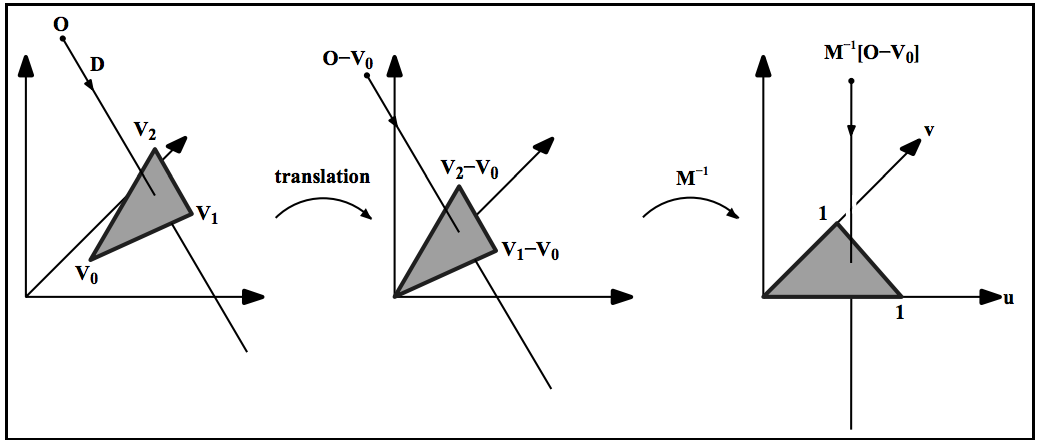 O
D
V₂
V₁
V₀
translation
O−V₀
V₂−V₀
V₁−V₀
M⁻¹
M⁻¹[O−V₀]
v
1
u
1